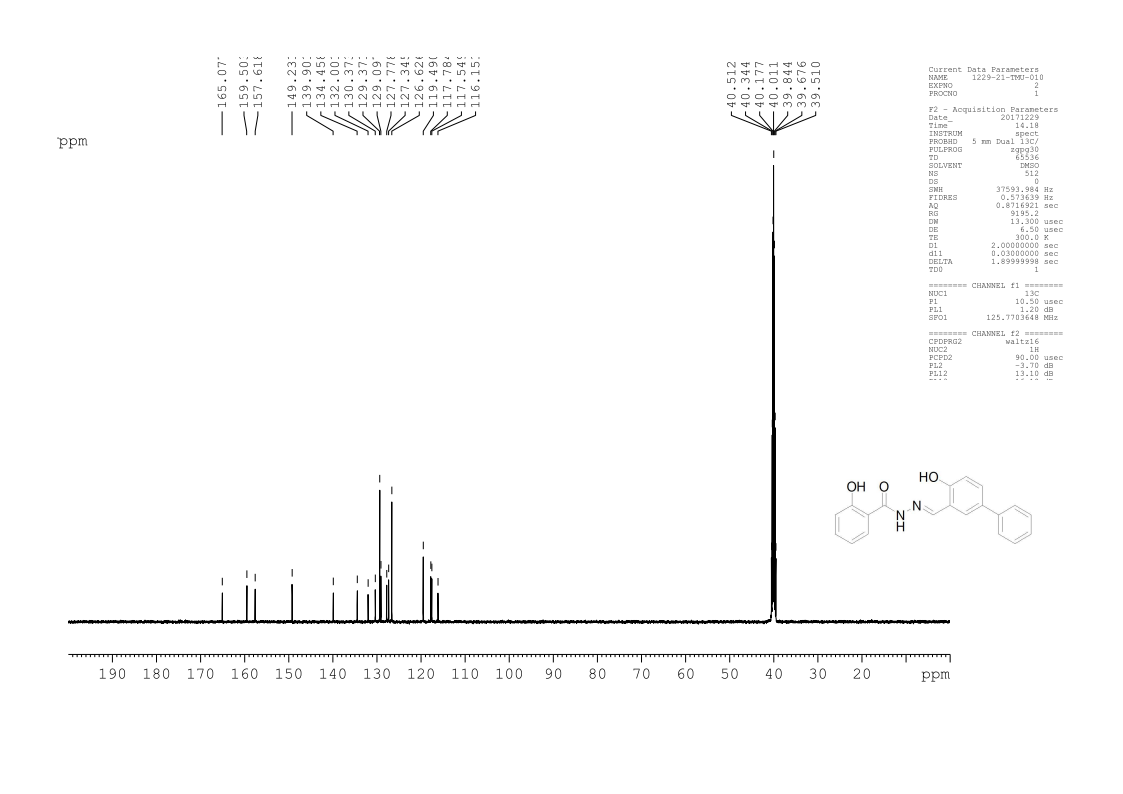 165.07
159.50
157.618
149.23
139.90
134.458
132.00
130.37
129.37
129.09
127.778
127.345
126.626
119.490
117.784
117.549
116.15
40.512
40.344
40.177
40.011
39.844
39.676
39.510
ppm
Current Data Parameters
NAME 1229-21-TMU-010
EXPNO 2
PROCNO 1
F2 - Acquisition Parameters
Date_ 20171229
Time 14.18
INSTRUM spect
PROBHD 5 mm Dual 13C/
PULPROG zgpg30
TD 65536
SOLVENT DMSO
NS 512
DS 0
SWH 37593.984 Hz
FIDRES 0.573639 Hz
AQ 0.8716921 sec
RG 9195.2
DW 13.300 usec
DE 6.50 usec
TE 300.0 K
D1 2.00000000 sec
d11 0.03000000 sec
DELTA 1.89999998 sec
TD0 1
======== CHANNEL f1 ========
NUC1 13C
P1 10.50 usec
PL1 1.20 dB
SFO1 125.7703648 MHz
======== CHANNEL f2 ========
CPDPRG2 waltz16
NUC2 1H
PCPD2 90.00 usec
PL2 -3.70 dB
PL12 13.10 dB
OH O HO
N
N
H
190 180 170 160 150 140 130 120 110 100 90 80 70 60 50 40 30 20 ppm